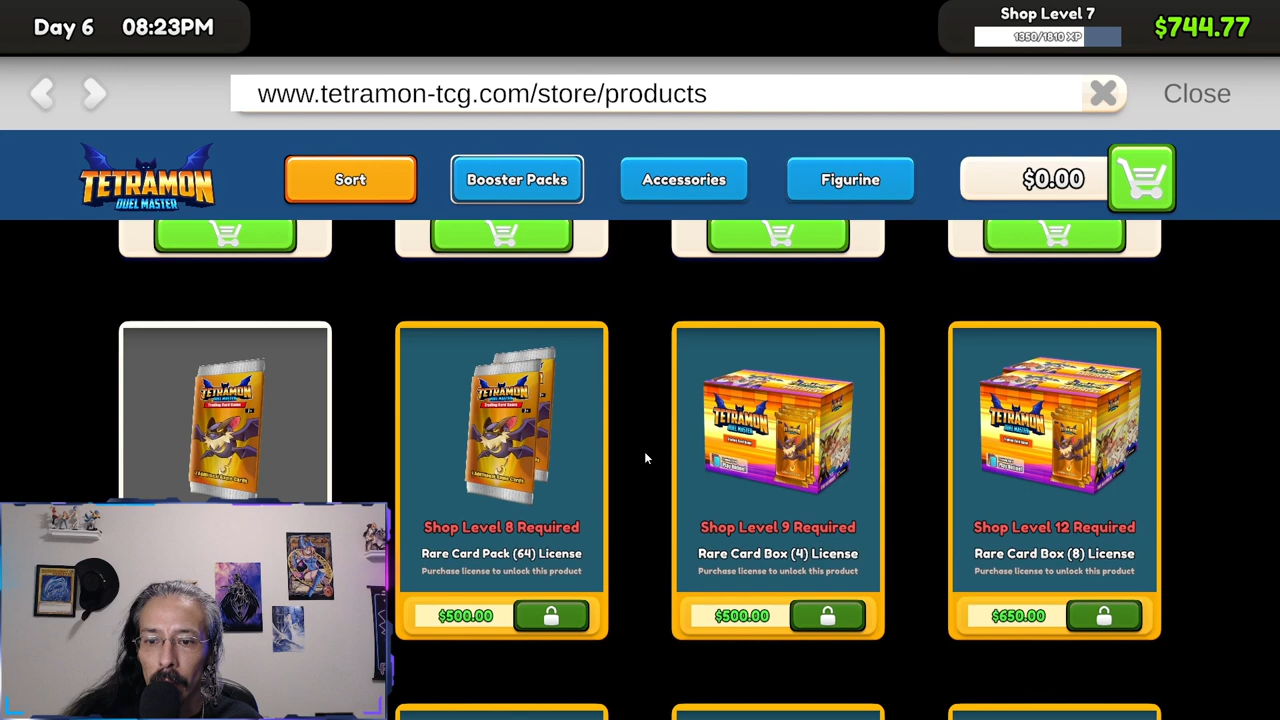 Day 6 08:23PM
Shop Level 7
1350/1810 XP
$744.77
www.tetramon-tcg.com/store/products
Close
TETRAMON
DUEL MASTER
Sort
Booster Packs
Accessories
Figurine
$0.00
TETRAMON
TETRAMON
TETRAMON
TETRAMON
Shop Level 8 Required
Rare Card Pack (64) License
Purchase license to unlock this product
$500.00
Shop Level 9 Required
Rare Card Box (4) License
Purchase license to unlock this product
$500.00
Shop Level 12 Required
Rare Card Box (8) License
Purchase license to unlock this product
$650.00